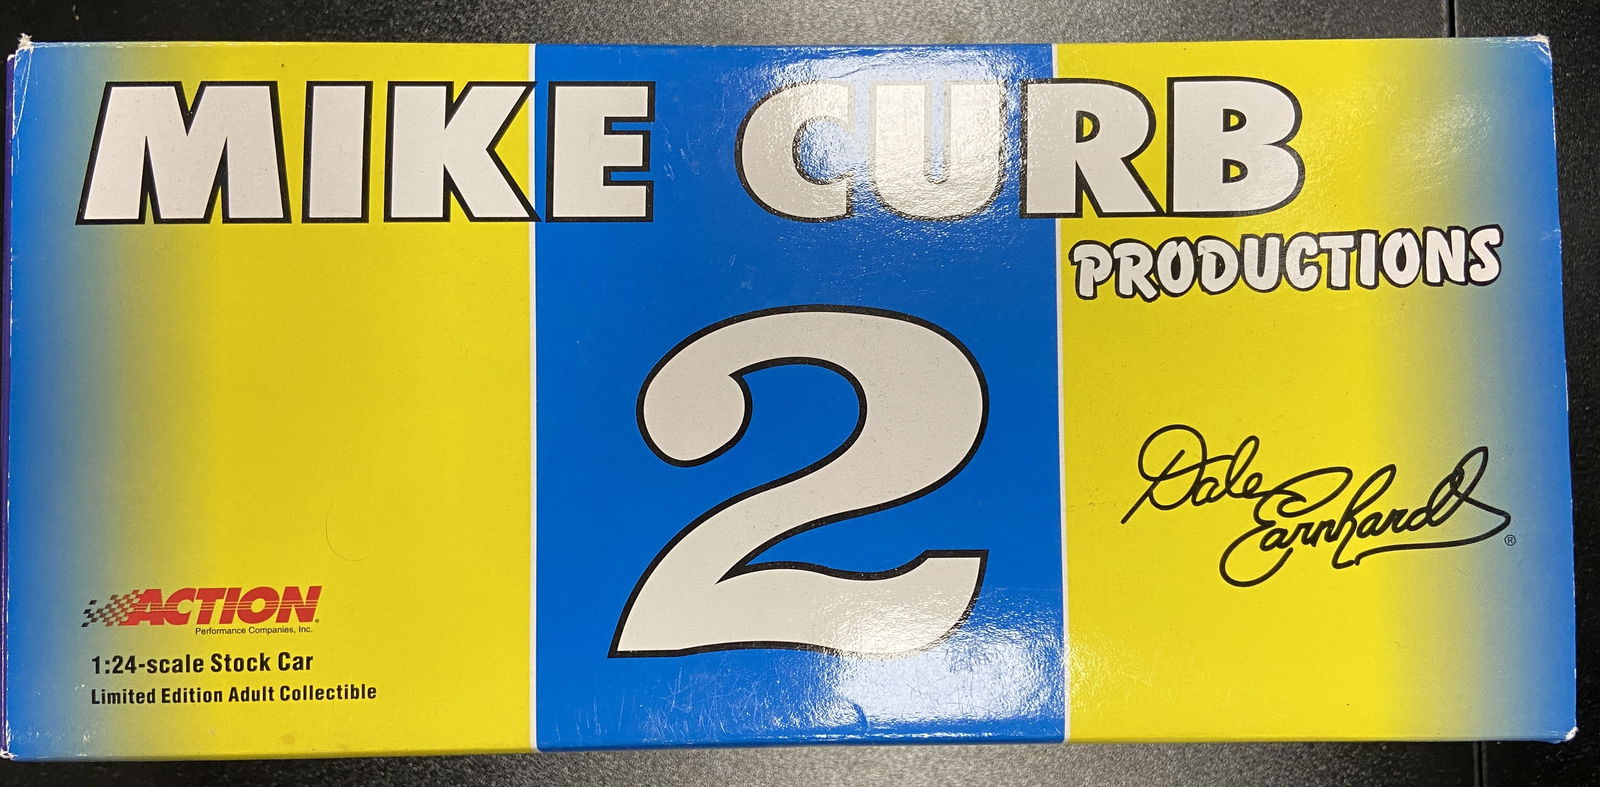 MIKE CURB
PRODUCTIONS
2
Dale
Earnhardt ®
ACTION®
Performance Companies, Inc.
1:24-scale Stock Car
Limited Edition Adult Collectible